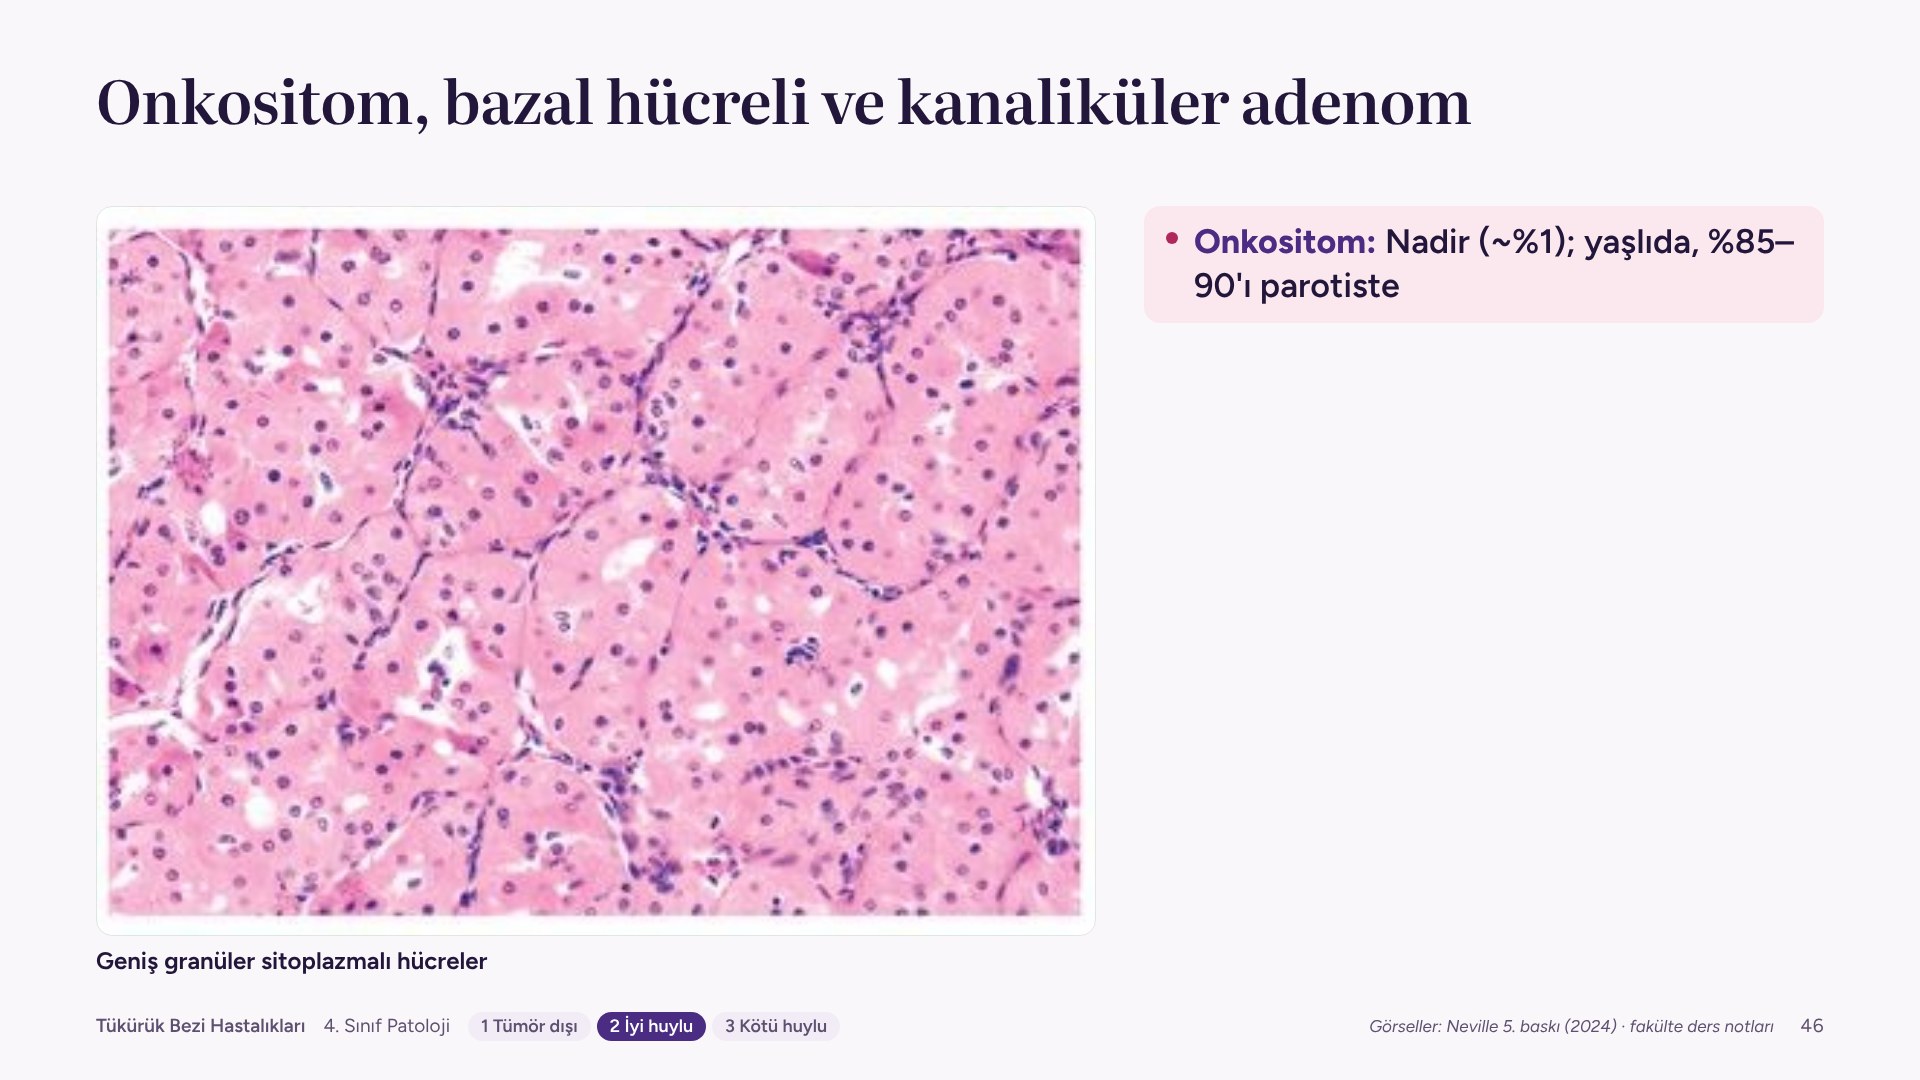 Onkositom, bazal hücreli ve kanaliküler adenom
• Onkositom: Nadir (~%1); yaşlıda, %85–
90'ı parotiste
Geniş granüler sitoplazmalı hücreler
Tükürük Bezi Hastalıkları 4. Sınıf Patoloji 1 Tümör dışı 2 İyi huylu 3 Kötü huylu
Görseller: Neville 5. baskı (2024) · fakülte ders notları 46